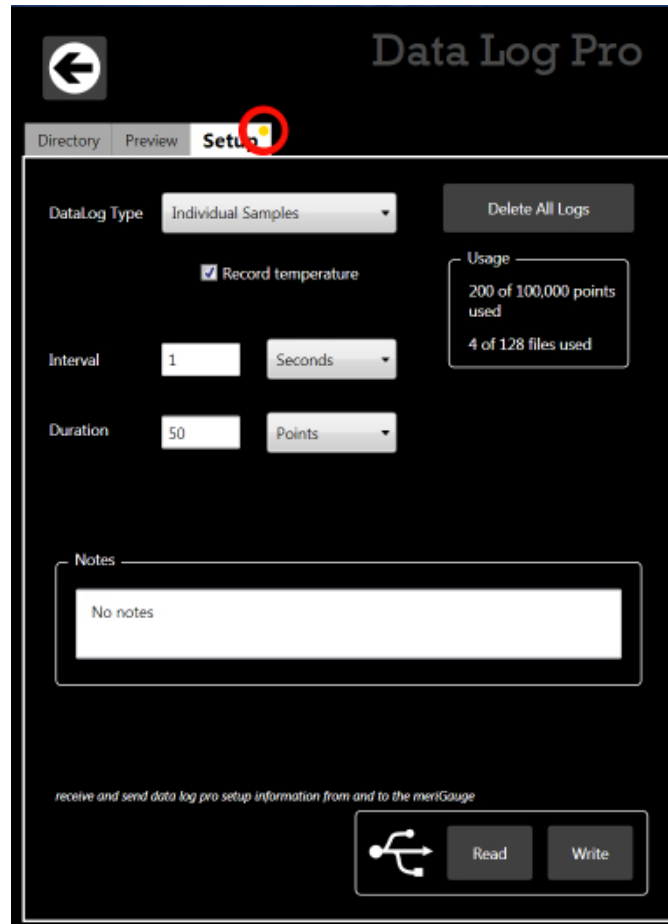 Data Log Pro
Directory Preview Setup
DataLog Type Individual Samples Delete All Logs
Record temperature
Usage
200 of 100,000 points
used
4 of 128 files used
Interval 1 Seconds
Duration 50 Points
Notes
No notes
receive and send data log pro setup information from and to the meriGauge
Read Write